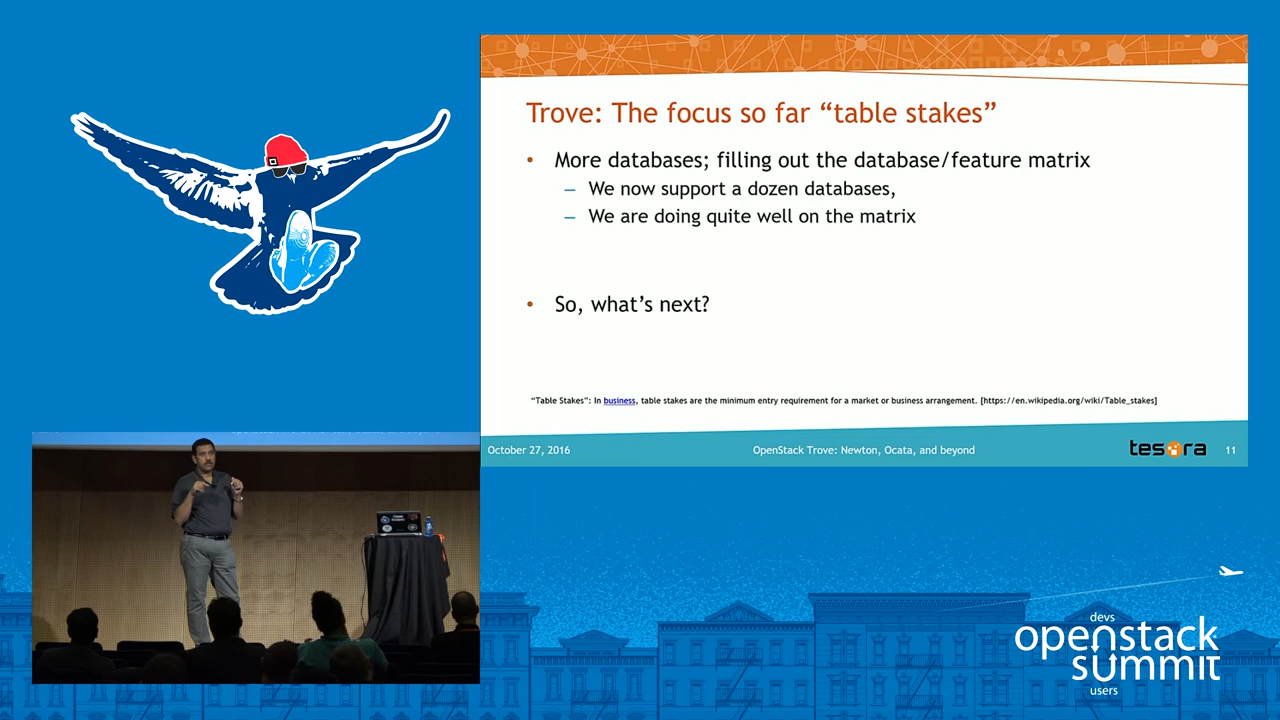 Trove: The focus so far “table stakes”
• More databases; filling out the database/feature matrix
– We now support a dozen databases,
– We are doing quite well on the matrix
• So, what’s next?
“Table Stakes”: In business, table stakes are the minimum entry requirement for a market or business arrangement. [https://en.wikipedia.org/wiki/Table_stakes]
October 27, 2016
OpenStack Trove: Newton, Ocata, and beyond
tesora
11
devs
openstack
summit
users